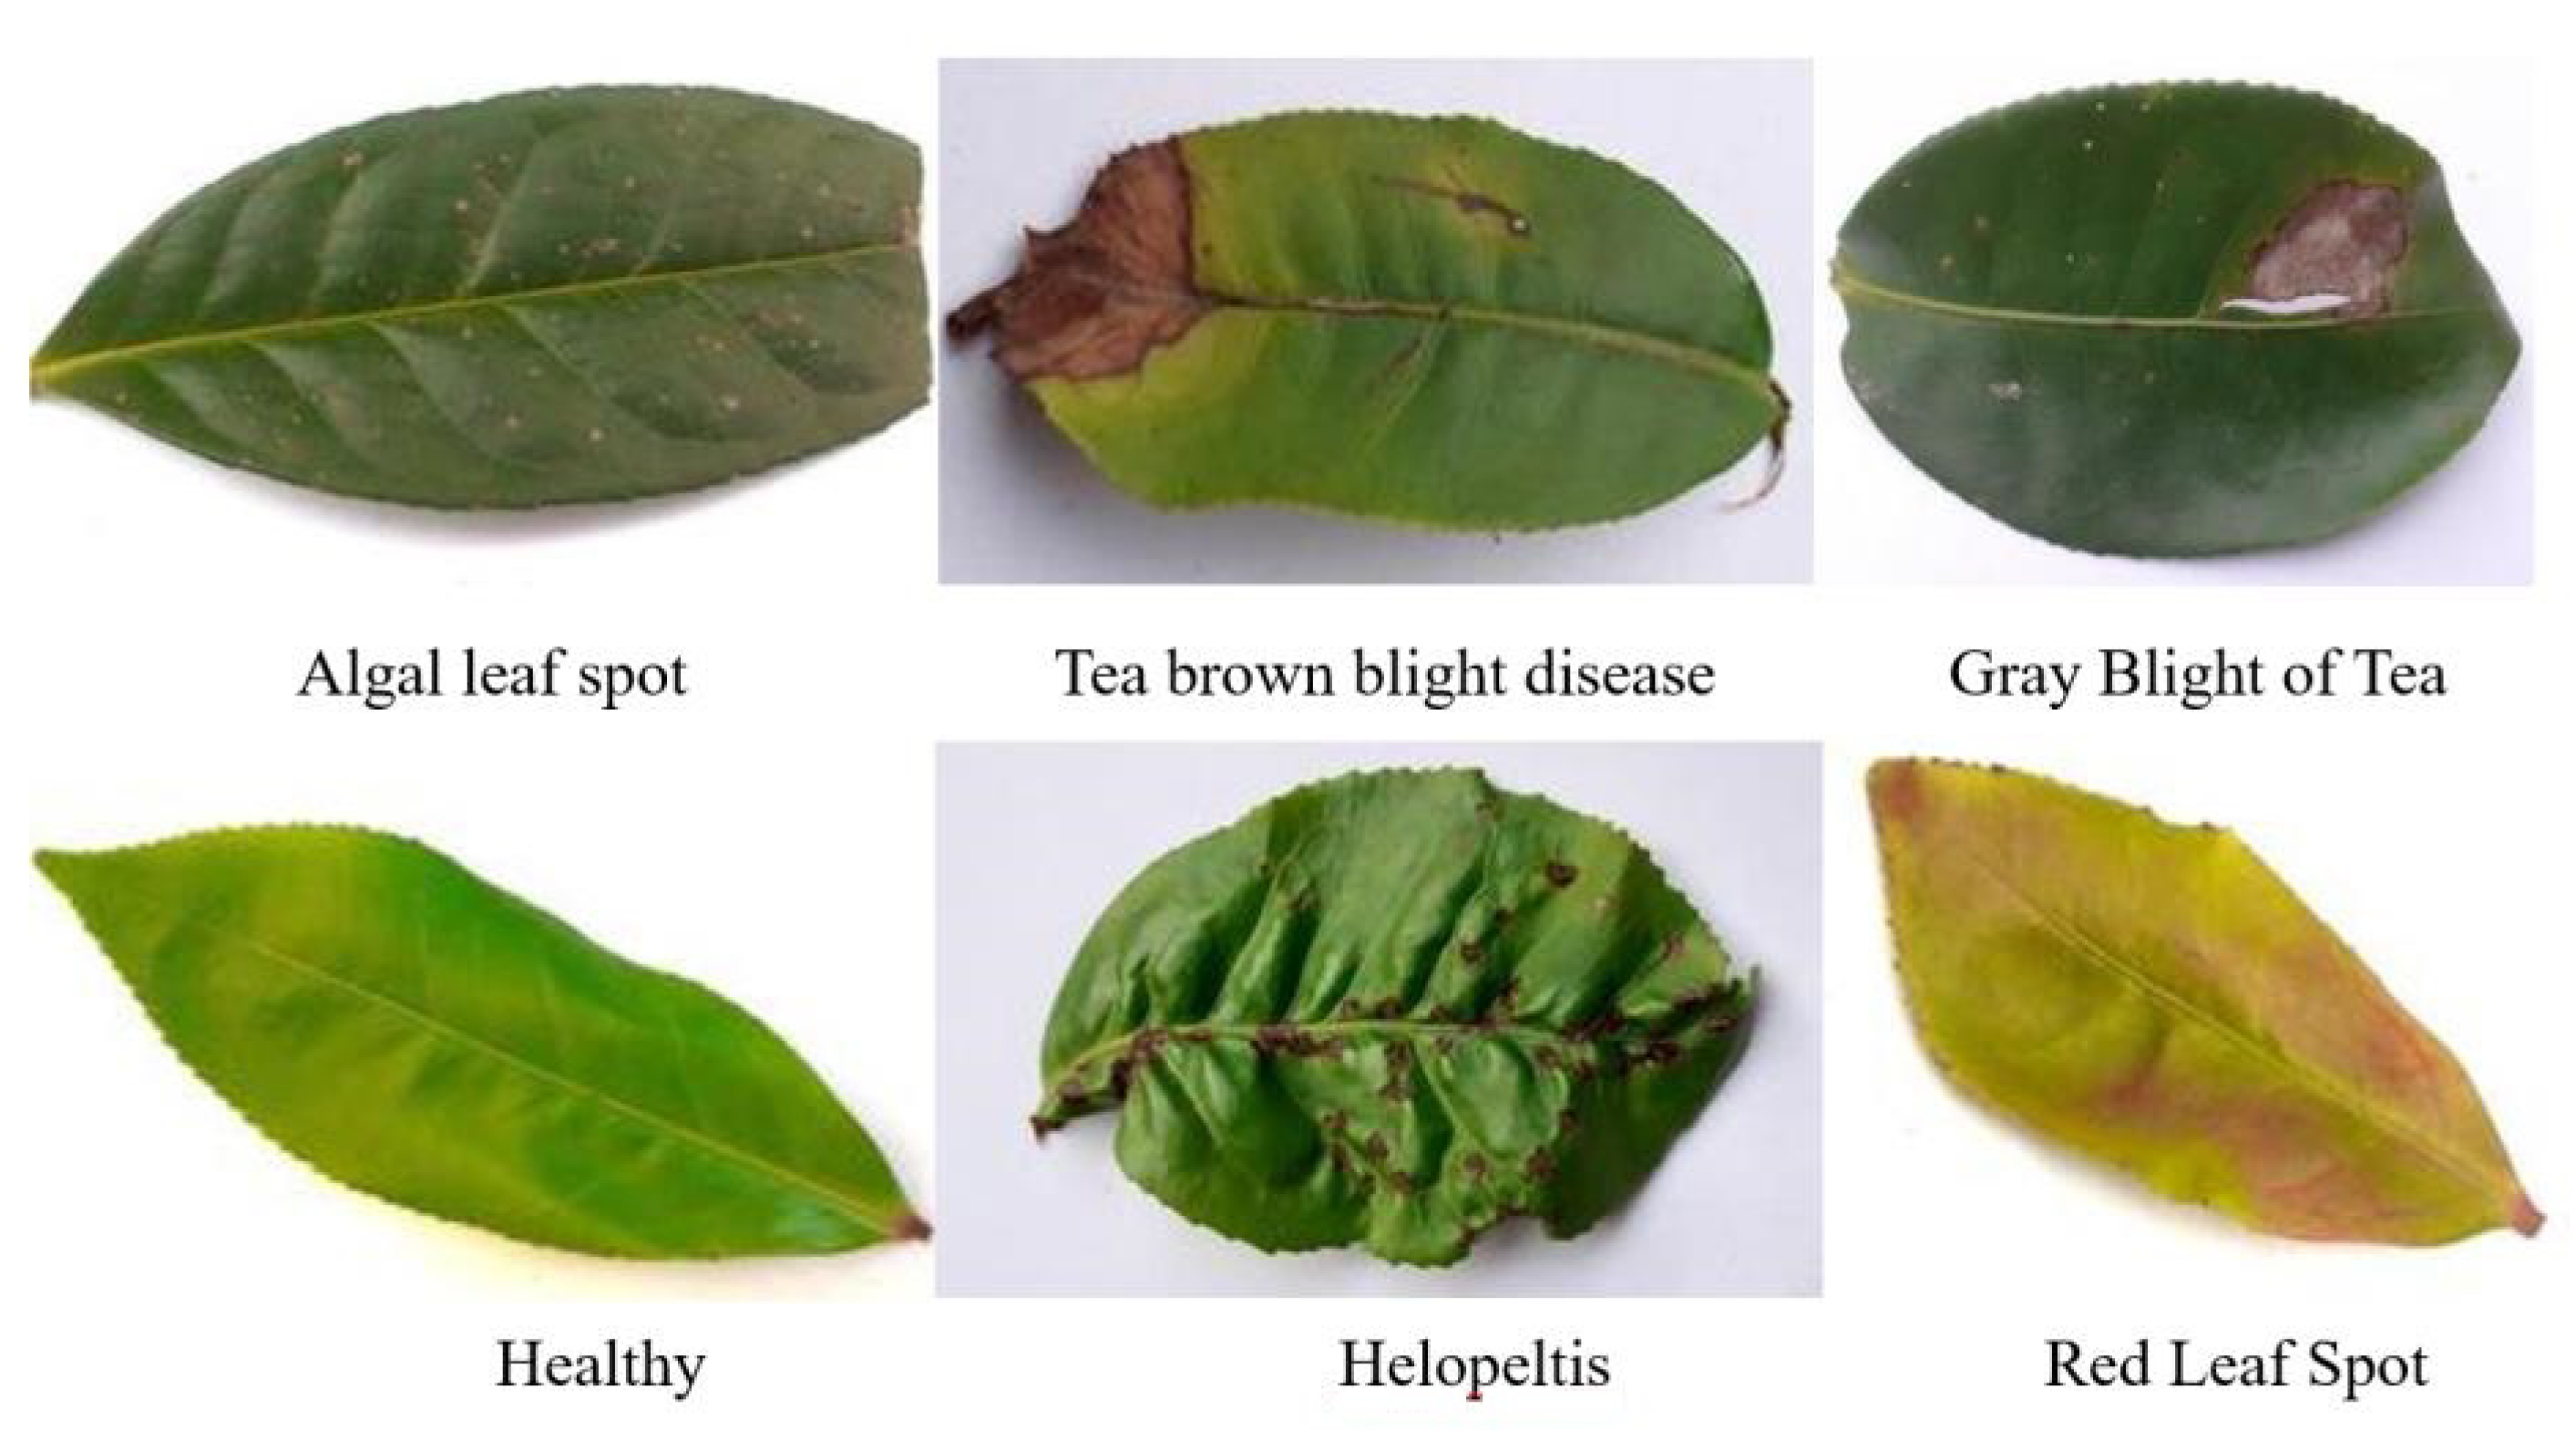 Algal leaf spot
Tea brown blight disease
Gray Blight of Tea
Healthy
Helopeltis
Red Leaf Spot